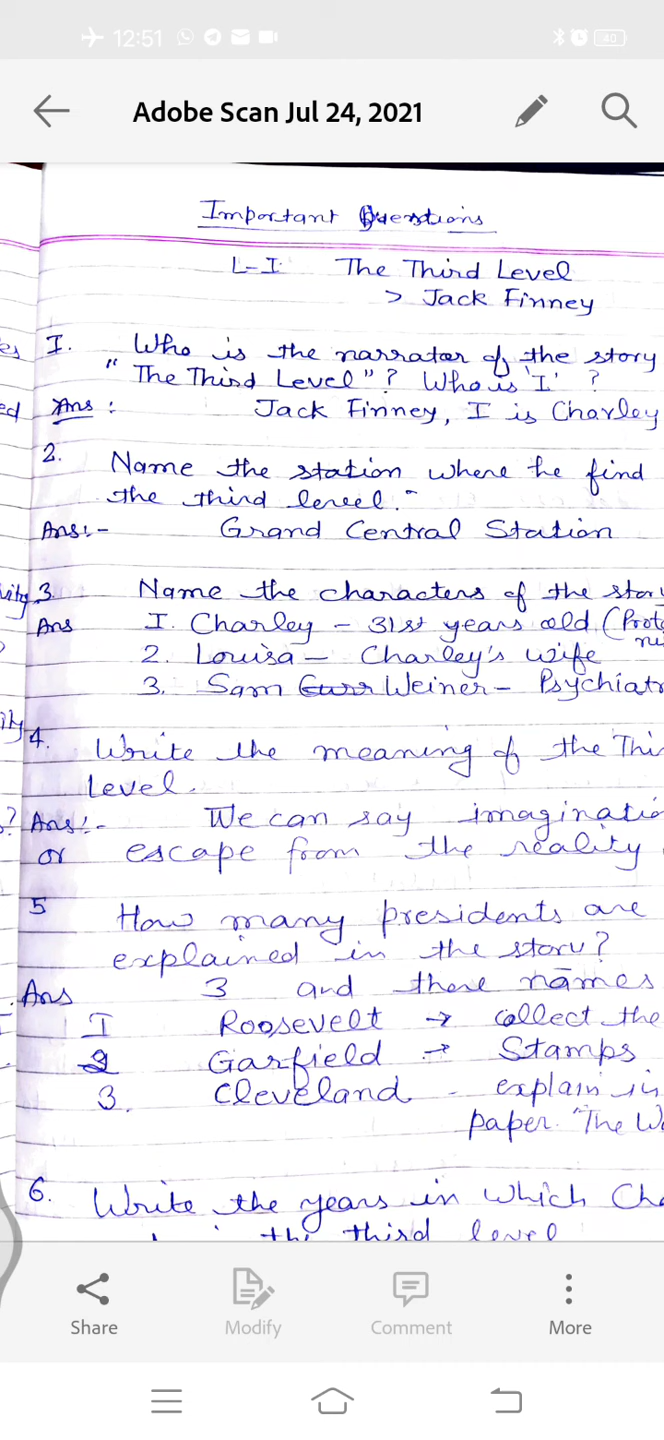 12:51
40
Adobe Scan Jul 24, 2021
Important Questions
L-I. The Third Level
> Jack Finney
I. Who is the narrator of the story
"The Third Level"? Who is 'I' ?
Ans : Jack Finney, I is Charley
2. Name the station where he find
the third level.
Ans:- Grand Central Station
3. Name the characters of the stor
Ans I. Charley - 31st years old. (Prot
2. Louisa - Charley's wife
3. Sam Weiner - Psychiatr
4. Write the meaning of the Thi
Level.
Ans:- We can say imaginatio
or escape from the reality
5 How many presidents are
explained in the story?
Ans 3 and there names
I Roosevelt → collect the
2 Garfield → Stamps
3. Cleveland - explain in
paper. "The W
6. Write the years in which Cha
third level
Share
Modify
Comment
More